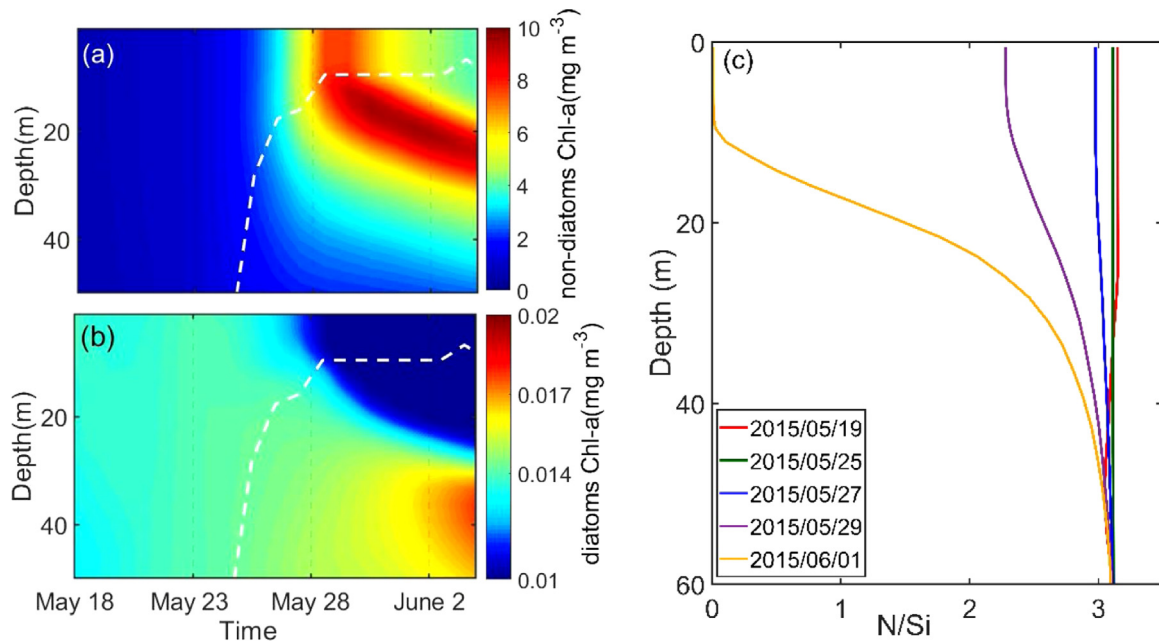 (a)
Depth(m)
20
40
10
8
6
4
2
0
non-diatoms Chl-a(mg m⁻³)
(b)
Depth(m)
20
40
0.02
0.017
0.014
0.01
diatoms Chl-a(mg m⁻³)
May 18 May 23 May 28 June 2
Time
(c)
Depth (m)
0
20
40
60
2015/05/19
2015/05/25
2015/05/27
2015/05/29
2015/06/01
0 1 2 3
N/Si